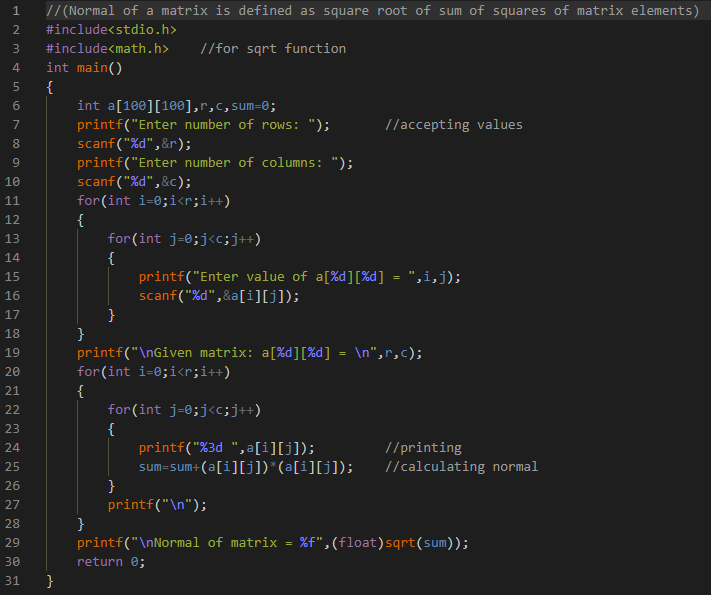 1 //(Normal of a matrix is defined as square root of sum of squares of matrix elements)
2 #include<stdio.h>
3 #include<math.h>    //for sqrt function
4 int main()
5 {
6     int a[100][100],r,c,sum=0;
7     printf("Enter number of rows: ");       //accepting values
8     scanf("%d",&r);
9     printf("Enter number of columns: ");
10     scanf("%d",&c);
11     for(int i=0;i<r;i++)
12     {
13         for(int j=0;j<c;j++)
14         {
15             printf("Enter value of a[%d][%d] = ",i,j);
16             scanf("%d",&a[i][j]);
17         }
18     }
19     printf("\nGiven matrix: a[%d][%d] = \n",r,c);
20     for(int i=0;i<r;i++)
21     {
22         for(int j=0;j<c;j++)
23         {
24             printf("%3d ",a[i][j]);         //printing
25             sum=sum+(a[i][j])*(a[i][j]);    //calculating normal
26         }
27         printf("\n");
28     }
29     printf("\nNormal of matrix = %f",(float)sqrt(sum));
30     return 0;
31 }